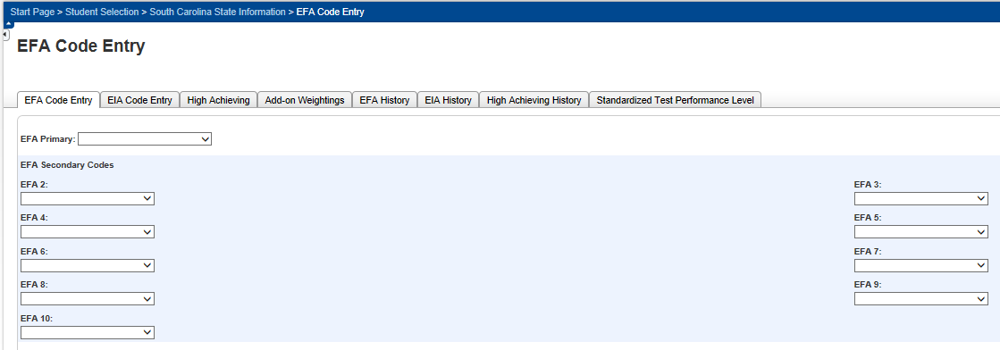 Start Page > Student Selection > South Carolina State Information > EFA Code Entry
EFA Code Entry
EFA Code Entry EIA Code Entry High Achieving Add-on Weightings EFA History EIA History High Achieving History Standardized Test Performance Level
EFA Primary:
EFA Secondary Codes
EFA 2: EFA 3:
EFA 4: EFA 5:
EFA 6: EFA 7:
EFA 8: EFA 9:
EFA 10: